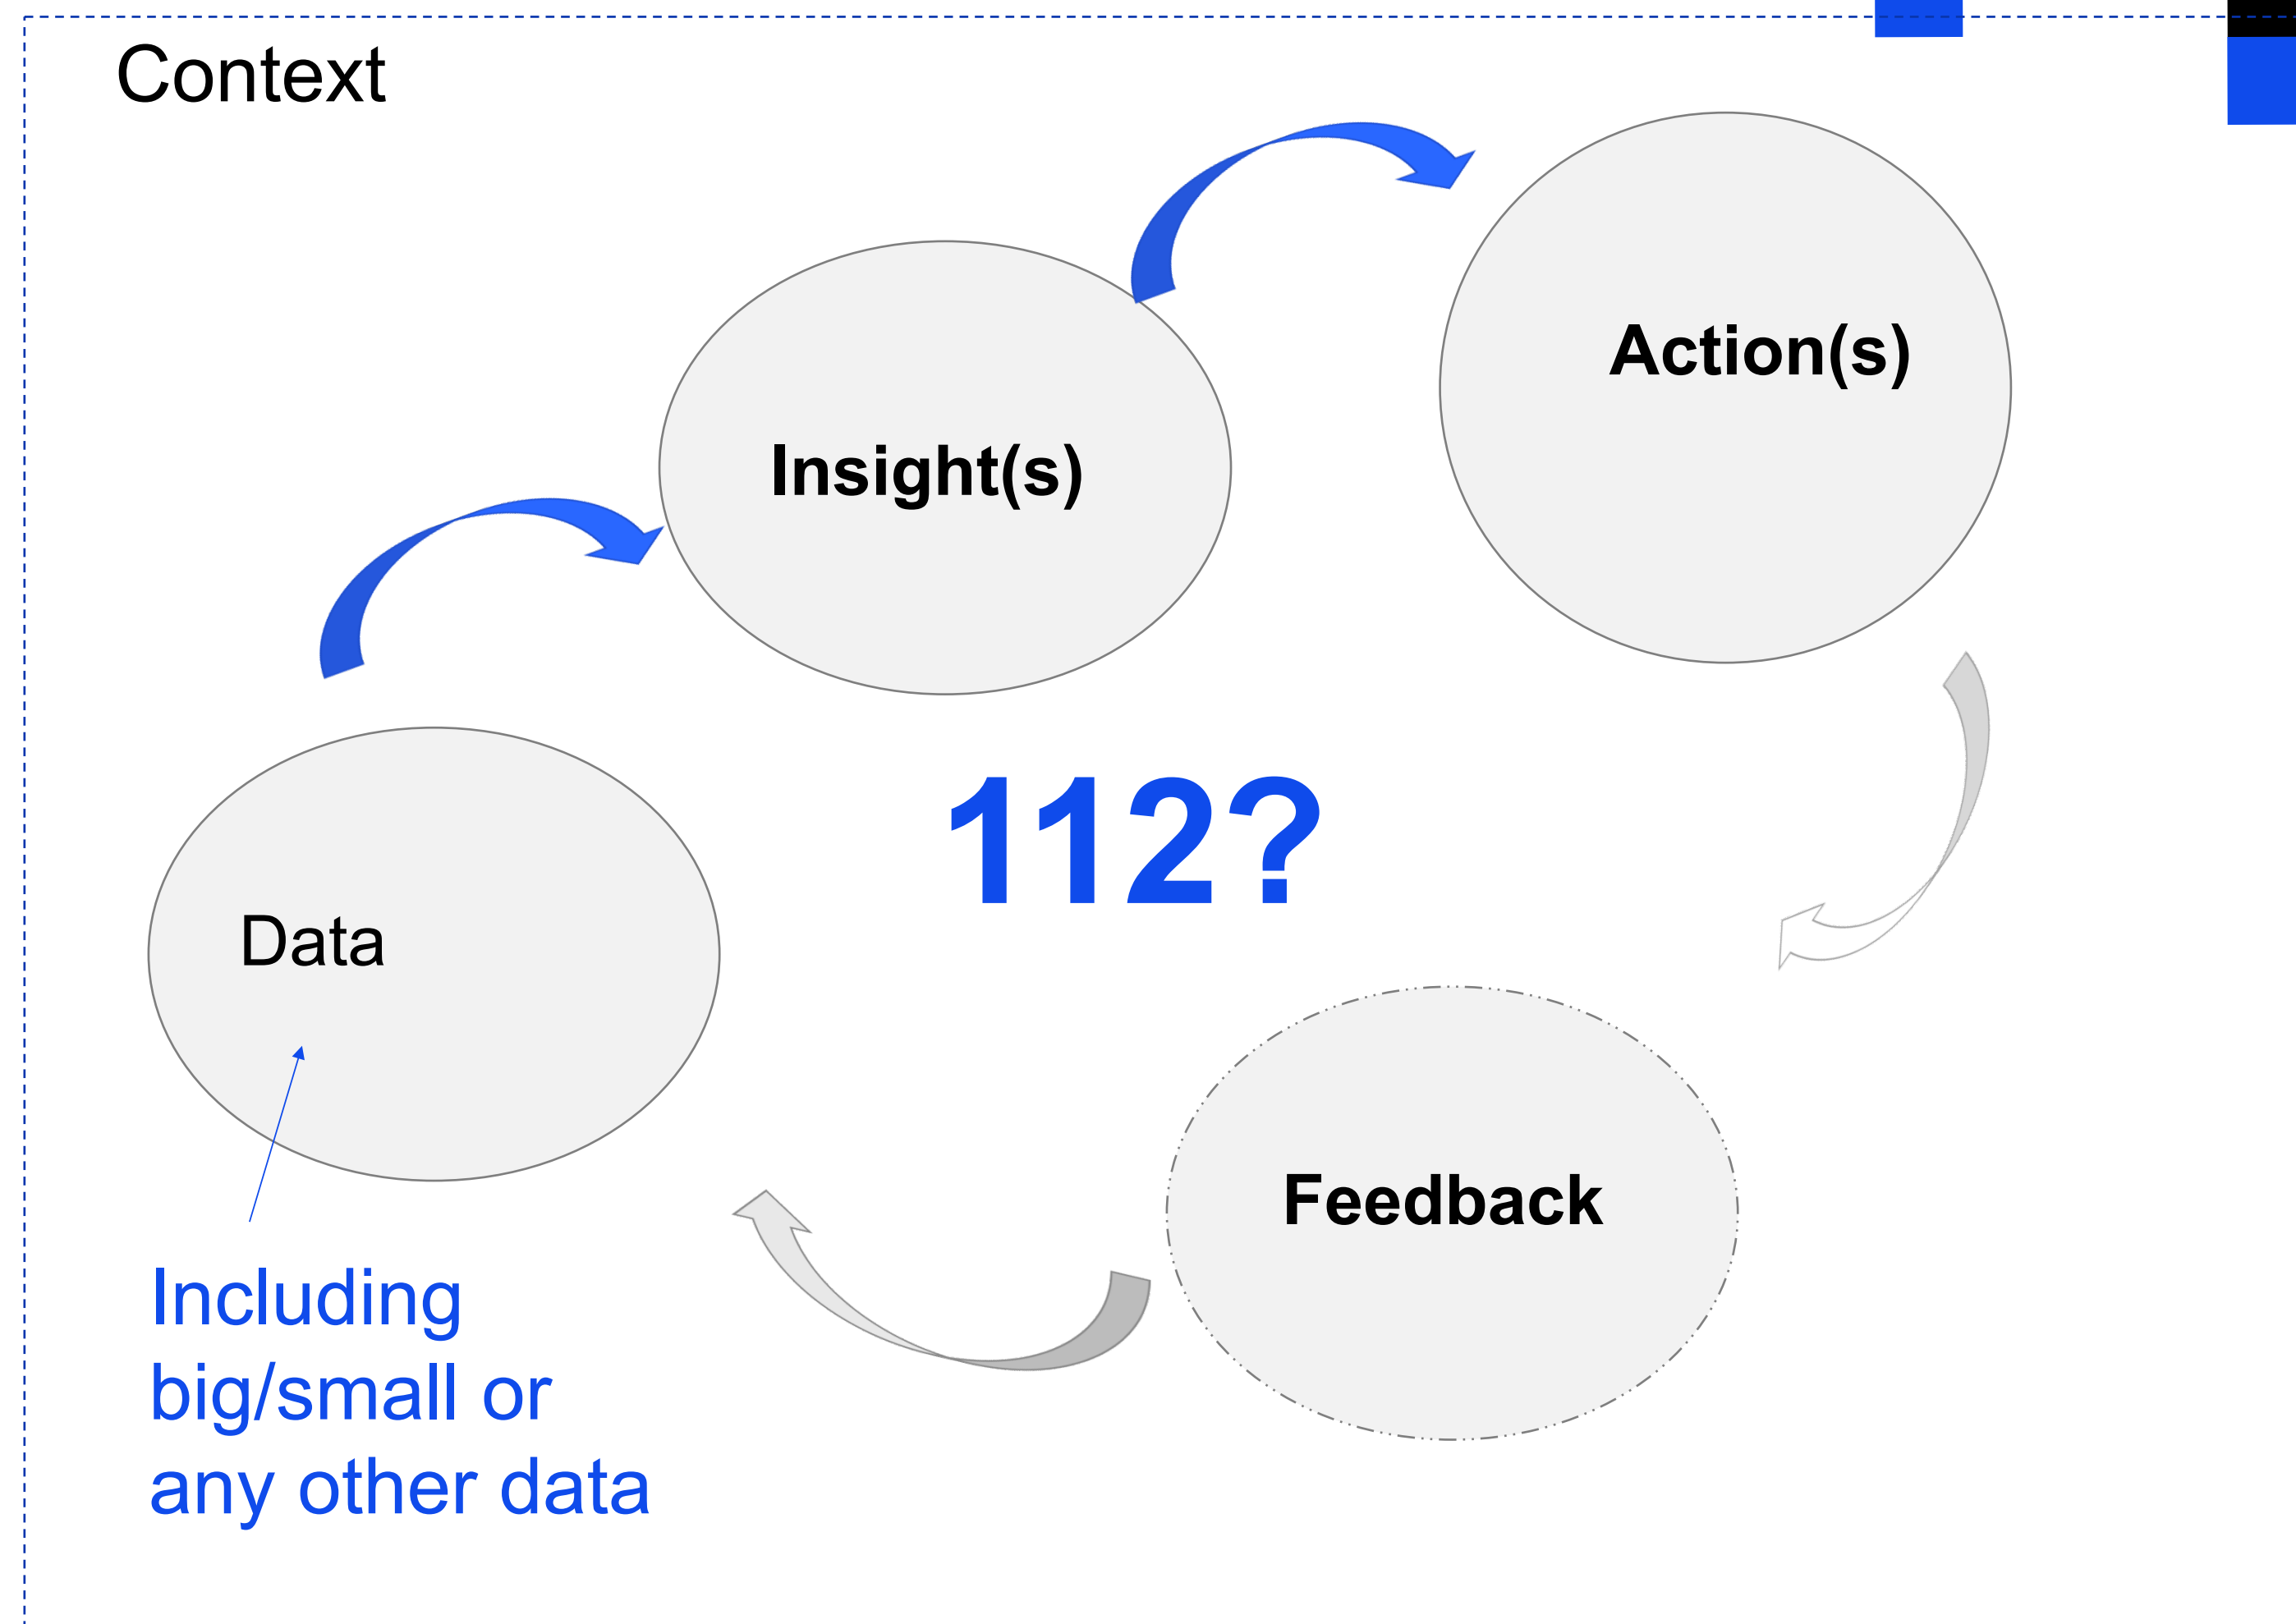 Context
Action(s)
Insight(s)
112?
Data
Feedback
Including
big/small or
any other data